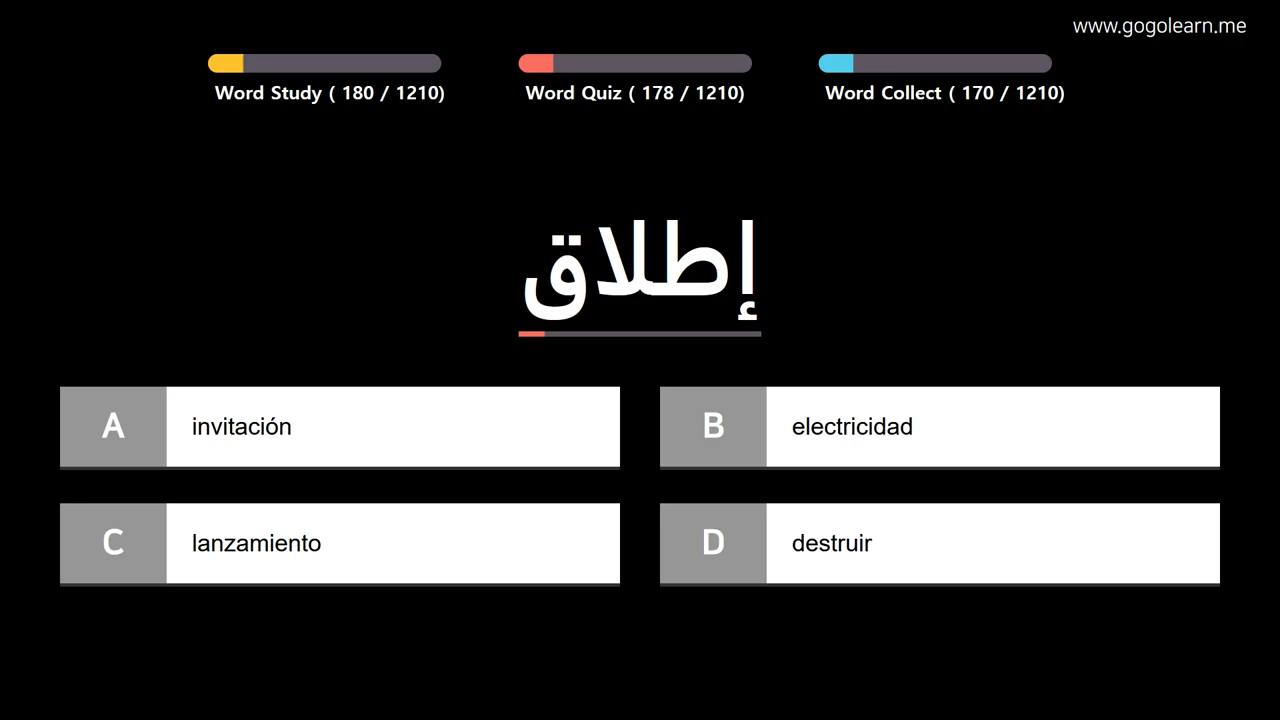 www.gogolearn.me
Word Study ( 180 / 1210)
Word Quiz ( 178 / 1210)
Word Collect ( 170 / 1210)
إطلاق
A invitación
B electricidad
C lanzamiento
D destruir